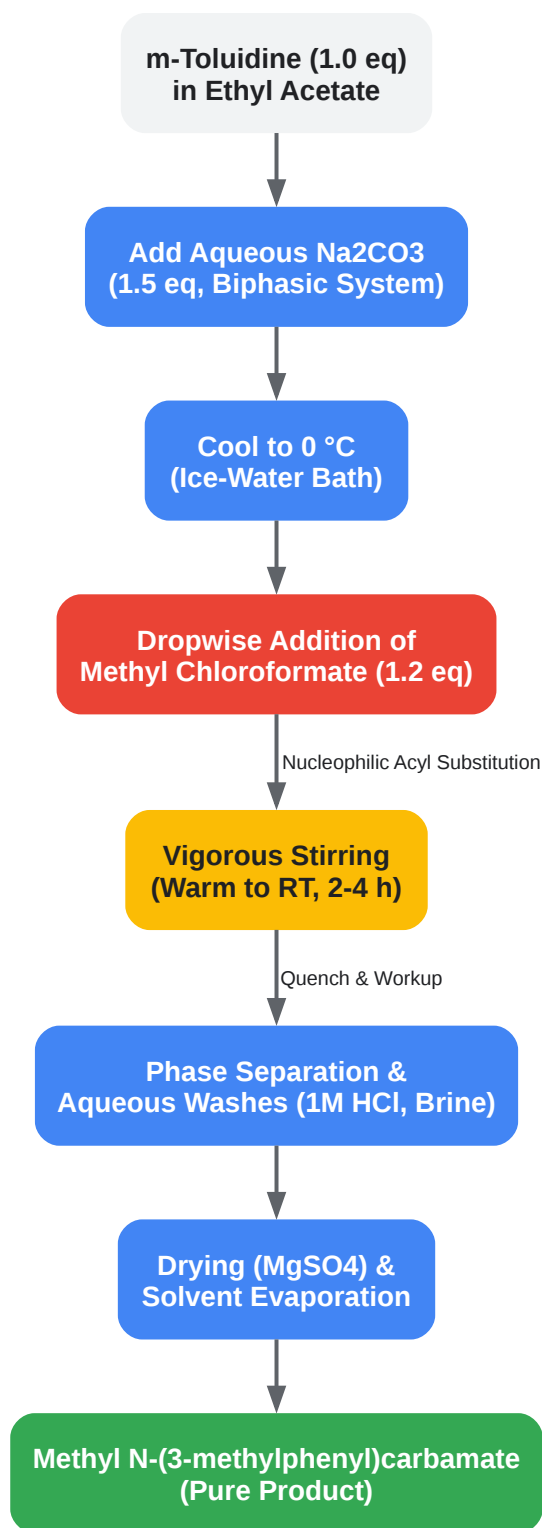 m-Toluidine (1.0 eq)
in Ethyl Acetate
Add Aqueous Na2CO3
(1.5 eq, Biphasic System)
Cool to 0 °C
(Ice-Water Bath)
Dropwise Addition of
Methyl Chloroformate (1.2 eq)
Nucleophilic Acyl Substitution
Vigorous Stirring
(Warm to RT, 2-4 h)
Quench & Workup
Phase Separation &
Aqueous Washes (1M HCl, Brine)
Drying (MgSO4) &
Solvent Evaporation
Methyl N-(3-methylphenyl)carbamate
(Pure Product)